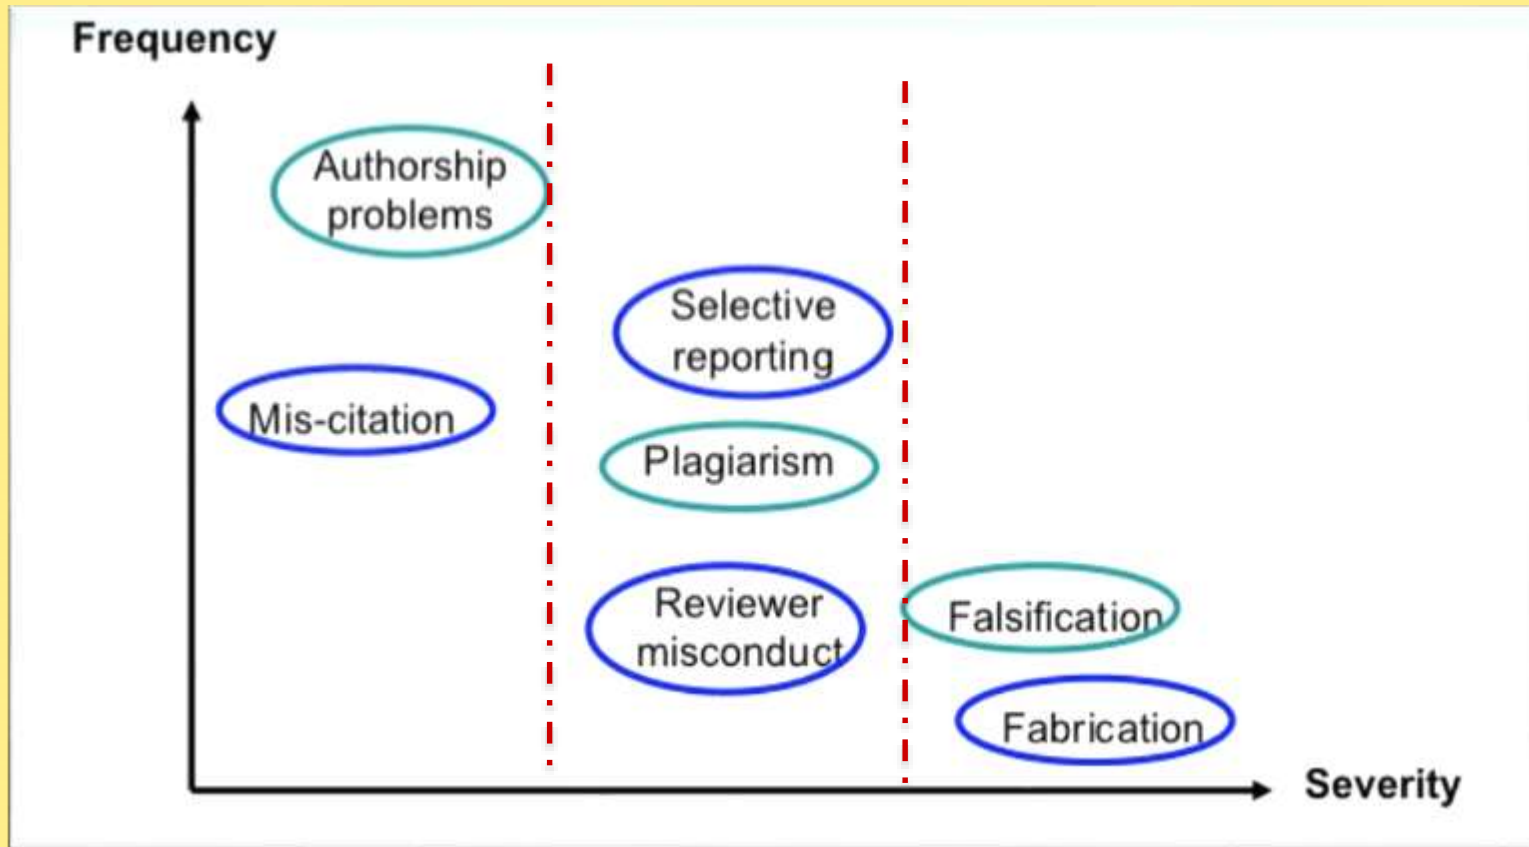 Frequency
Authorship
problems
Selective
reporting
Mis-citation
Plagiarism
Reviewer
misconduct
Falsification
Fabrication
Severity